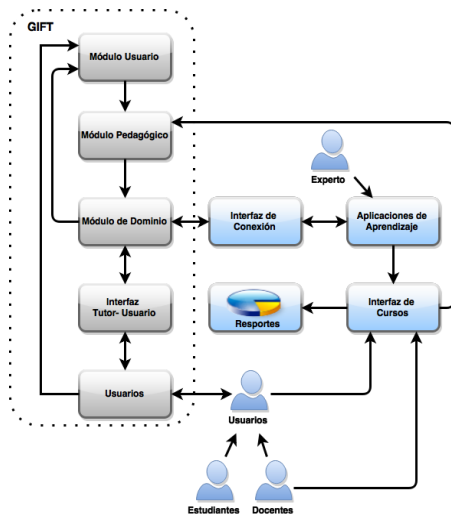 GIFT
Módulo Usuario
Módulo Pedagógico
Experto
Módulo de Dominio
Interfaz de
Conexión
Aplicaciones de
Aprendizaje
Interfaz
Tutor- Usuario
Resportes
Interfaz de
Cursos
Usuarios
Usuarios
Estudiantes
Docentes